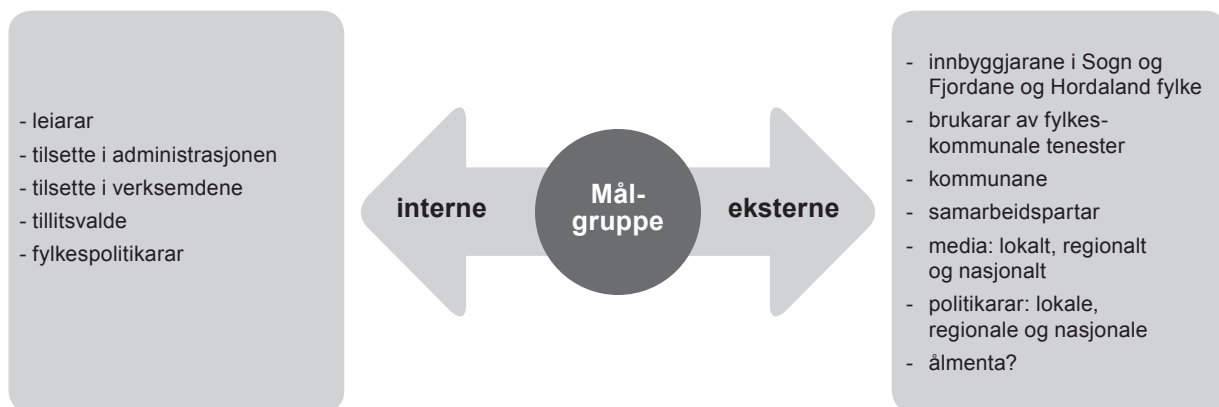 - leiarar
- tilsette i administrasjonen
- tilsette i verksemdene
- tillitsvalde
- fylkespolitikarar
interne
Mål-
gruppe
eksterne
- innbyggjarane i Sogn og
Fjordane og Hordaland fylke
- brukarar av fylkes-
kommunale tenester
- kommunane
- samarbeidspartar
- media: lokalt, regionalt
og nasjonalt
- politikarar: lokale,
regionale og nasjonale
- ålmenta?